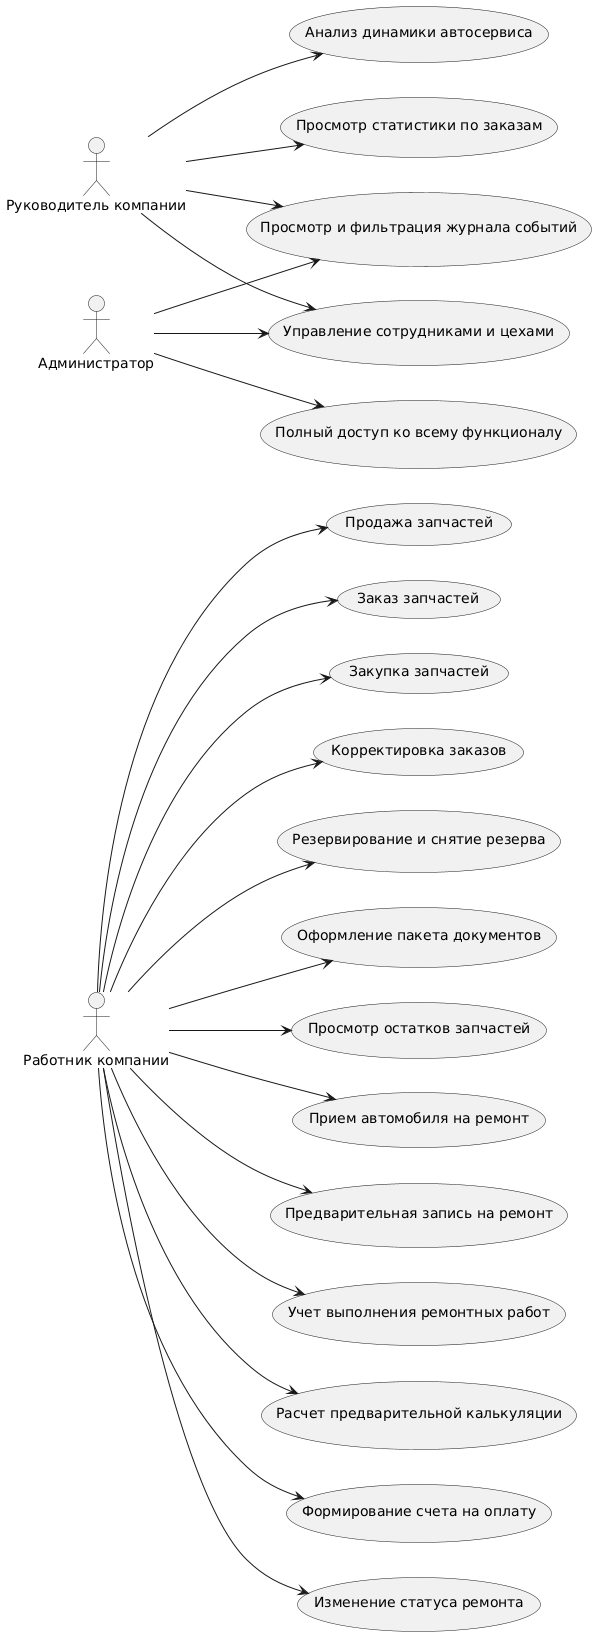 Анализ динамики автосервиса
Просмотр статистики по заказам
Руководитель компании
Просмотр и фильтрация журнала событий
Управление сотрудниками и цехами
Администратор
Полный доступ ко всему функционалу
Продажа запчастей
Заказ запчастей
Закупка запчастей
Корректировка заказов
Резервирование и снятие резерва
Оформление пакета документов
Просмотр остатков запчастей
Работник компании
Прием автомобиля на ремонт
Предварительная запись на ремонт
Учет выполнения ремонтных работ
Расчет предварительной калькуляции
Формирование счета на оплату
Изменение статуса ремонта